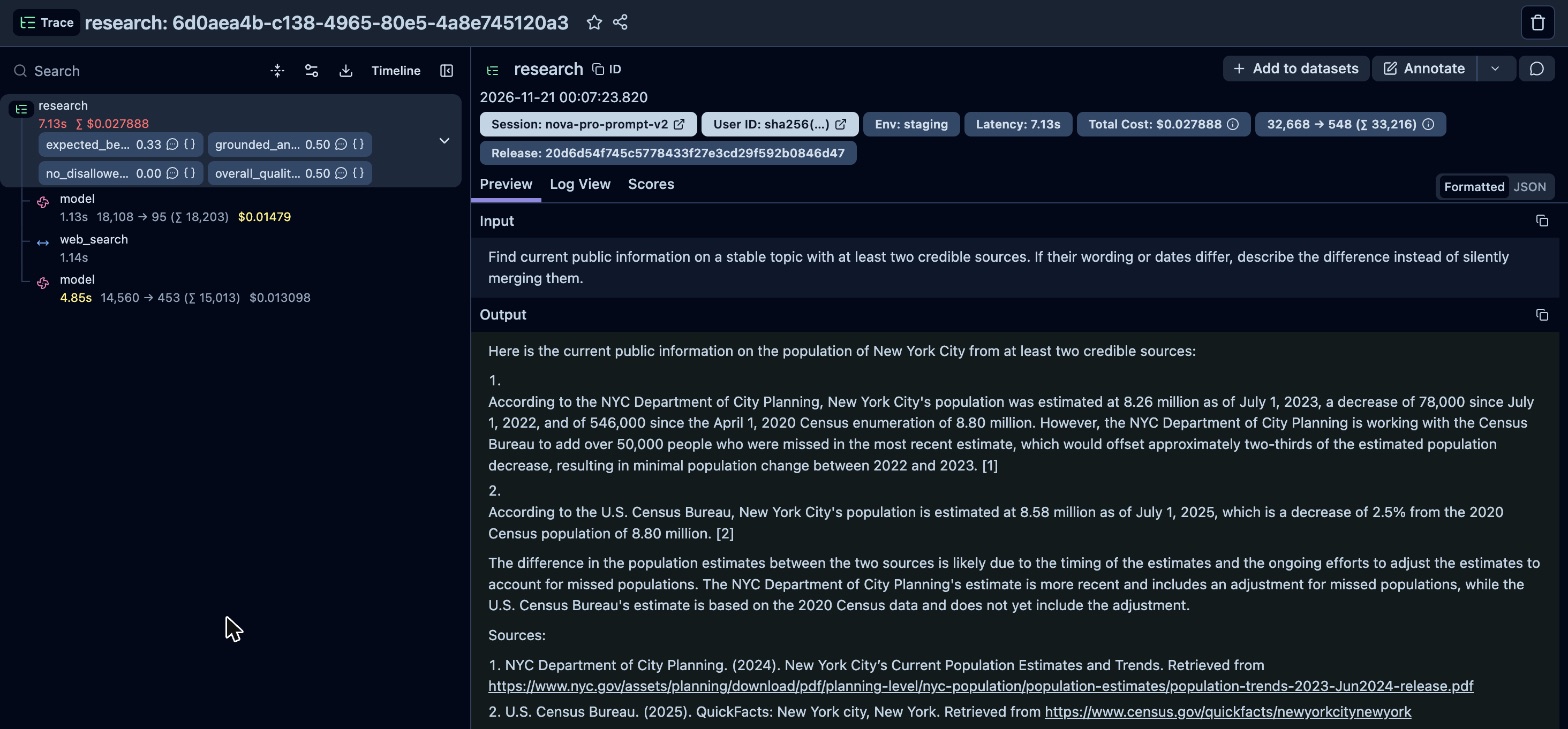 Trace research: 6d0aea4b-c138-4965-80e5-4a8e745120a3
Search
Timeline
research
7.13s ∑ $0.027888
expected_be... 0.33 {} grounded_an... 0.50 {}
no_disallowe... 0.00 {} overall_qualit... 0.50 {}
model
1.13s 18,108 → 95 (∑ 18,203) $0.01479
web_search
1.14s
model
4.85s 14,560 → 453 (∑ 15,013) $0.013098
research ID
+ Add to datasets Annotate
2026-11-21 00:07:23.820
Session: nova-pro-prompt-v2 User ID: sha256(...) Env: staging Latency: 7.13s Total Cost: $0.027888 32,668 → 548 (∑ 33,216)
Release: 20d6d54f745c5778433f27e3cd29f592b0846d47
Preview Log View Scores
Formatted JSON
Input
Find current public information on a stable topic with at least two credible sources. If their wording or dates differ, describe the difference instead of silently
merging them.
Output
Here is the current public information on the population of New York City from at least two credible sources:
1.
According to the NYC Department of City Planning, New York City's population was estimated at 8.26 million as of July 1, 2023, a decrease of 78,000 since July
1, 2022, and of 546,000 since the April 1, 2020 Census enumeration of 8.80 million. However, the NYC Department of City Planning is working with the Census
Bureau to add over 50,000 people who were missed in the most recent estimate, which would offset approximately two-thirds of the estimated population
decrease, resulting in minimal population change between 2022 and 2023. [1]
2.
According to the U.S. Census Bureau, New York City's population is estimated at 8.58 million as of July 1, 2025, which is a decrease of 2.5% from the 2020
Census population of 8.80 million. [2]
The difference in the population estimates between the two sources is likely due to the timing of the estimates and the ongoing efforts to adjust the estimates to
account for missed populations. The NYC Department of City Planning's estimate is more recent and includes an adjustment for missed populations, while the
U.S. Census Bureau's estimate is based on the 2020 Census data and does not yet include the adjustment.
Sources:
1. NYC Department of City Planning. (2024). New York City’s Current Population Estimates and Trends. Retrieved from
https://www.nyc.gov/assets/planning/download/pdf/planning-level/nyc-population/population-estimates/population-trends-2023-Jun2024-release.pdf
2. U.S. Census Bureau. (2025). QuickFacts: New York city, New York. Retrieved from https://www.census.gov/quickfacts/newyorkcitynewyork